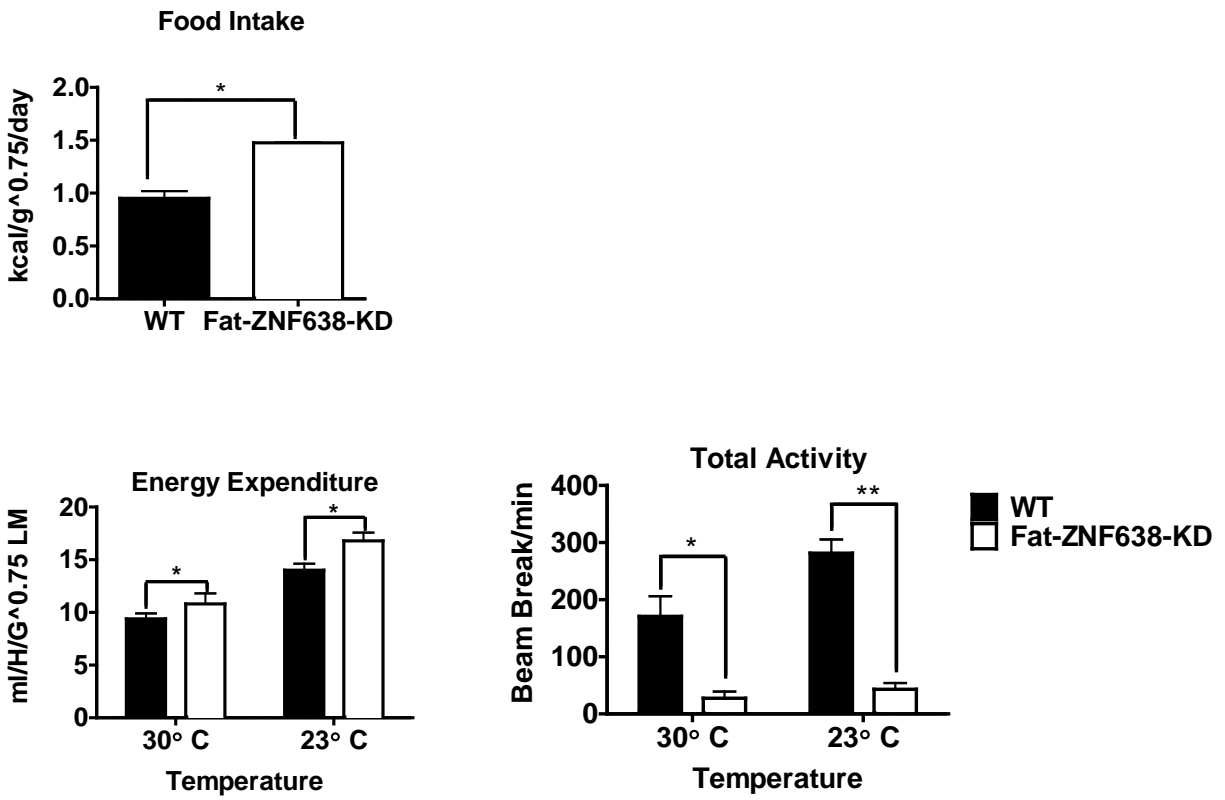 Food Intake
kcal/g^0.75/day
2.0
1.5
1.0
0.5
0.0
*
WT Fat-ZNF638-KD
Energy Expenditure
ml/H/G^0.75 LM
20
15
10
5
0
*
*
30° C 23° C
Temperature
Total Activity
Beam Break/min
400
300
200
100
0
*
**
30° C 23° C
Temperature
WT
Fat-ZNF638-KD